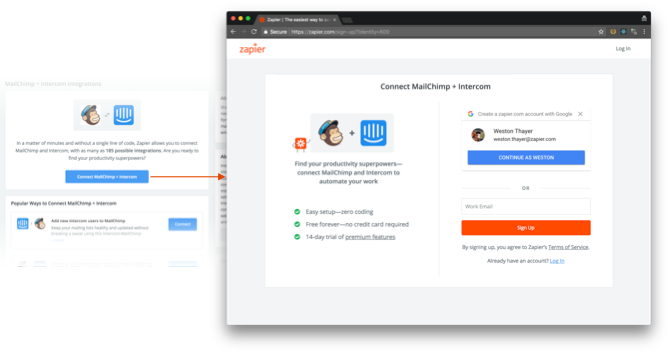 MailChimp + Intercom Integrations
In a matter of minutes and without a single line of code, Zapier allows you to connect
MailChimp and Intercom, with as many as 185 possible integrations. Are you ready to
find your productivity superpowers?
Connect MailChimp + Intercom
Popular Ways to Connect MailChimp + Intercom
Add new Intercom users to MailChimp
Keep your mailing lists healthy and updated without
Connect
Zapier | The easiest way to au
Secure
https://zapier.com/sign-up/?identity=
zapier
Log In
Connect MailChimp + Intercom
Find your productivity superpowers—
connect MailChimp and Intercom to
automate your work
Easy setup—zero coding
Free forever—no credit card required
14-day trial of premium features
Create a zapier.com account with Google
Weston Thayer
weston.thayer@zapier.com
CONTINUE AS WESTON
OR
Work Email
Sign Up
By signing up, you agree to Zapier's Terms of Service.
Already have an account? Log In